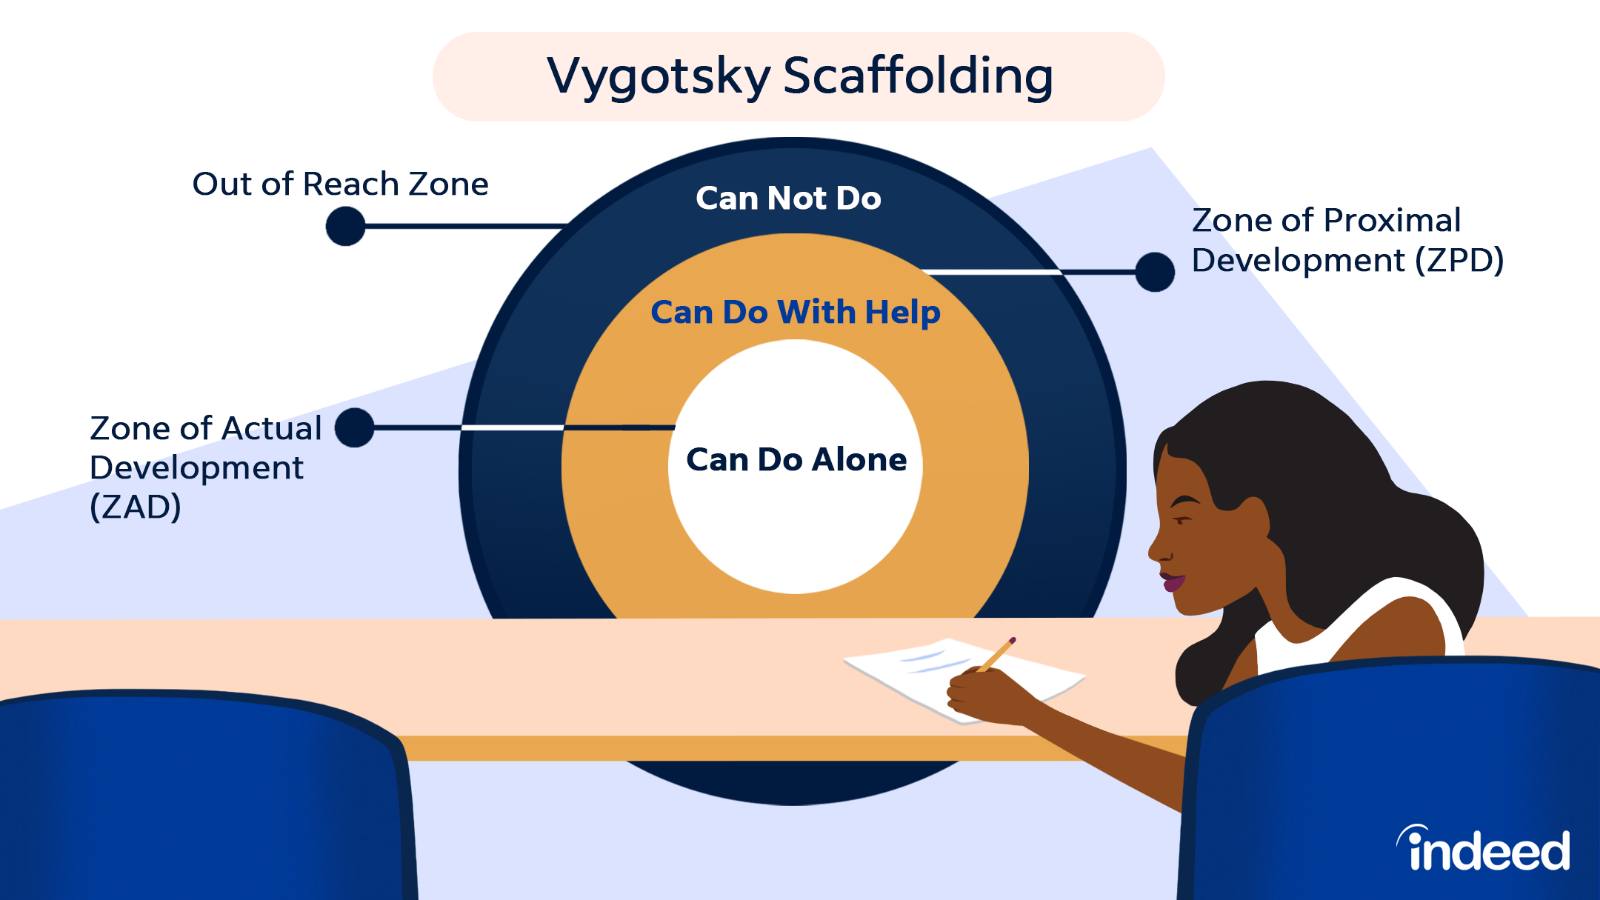 Vygotsky Scaffolding
Out of Reach Zone
Can Not Do
Zone of Proximal
Development (ZPD)
Can Do With Help
Zone of Actual
Development
(ZAD)
Can Do Alone
indeed